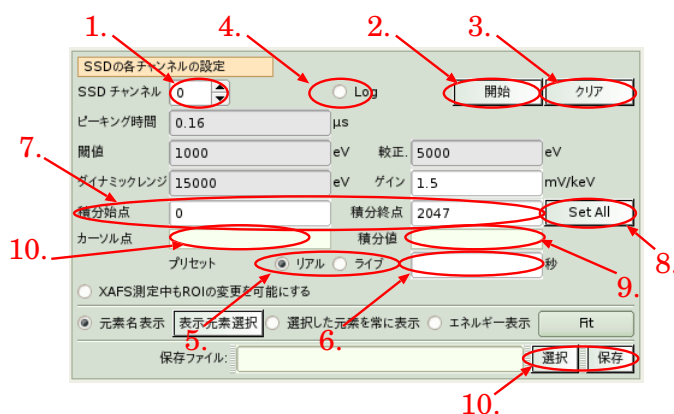 1. 4. 2. 3.
SSDの各チャンネルの設定
SSD チャンネル 0 Log 開始 クリア
ピーキング時間 0.16 µs
7.
閾値 1000 eV 較正. 5000 eV
ダイナミックレンジ 15000 eV ゲイン 1.5 mV/keV
積分始点 0 積分終点 2047 Set All
カーソル点 積分値
10. 8.
プリセット リアル ライブ 秒
9.
XAFS測定中もROIの変更を可能にする
元素名表示 表示元素選択 選択した元素を常に表示 エネルギー表示 Fit
5. 6.
保存ファイル: 選択 保存
10.